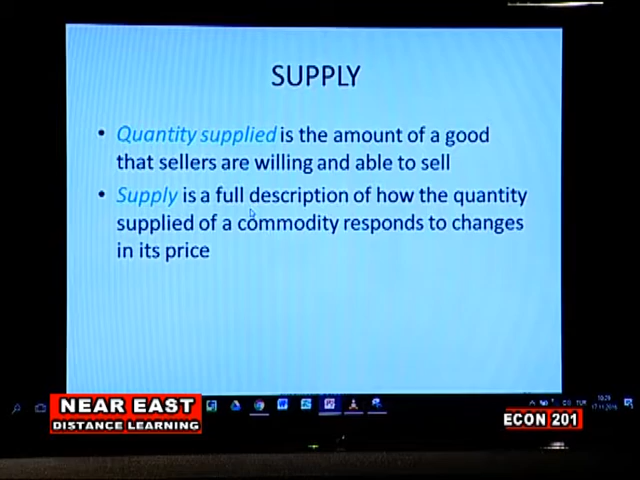 SUPPLY
• Quantity supplied is the amount of a good
that sellers are willing and able to sell
• Supply is a full description of how the quantity
supplied of a commodity responds to changes
in its price
NEAR EAST
DISTANCE LEARNING
ECON 201